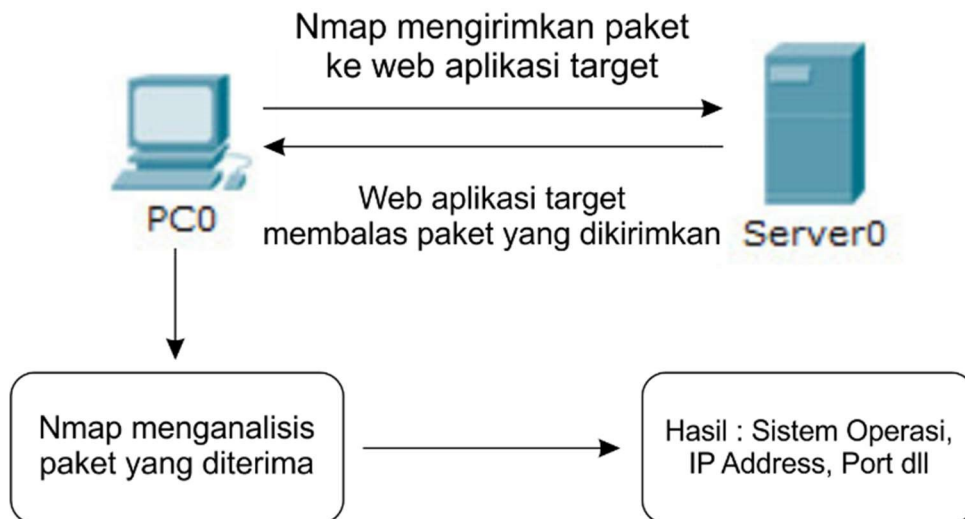 Nmap mengirimkan paket
ke web aplikasi target
PC0
Web aplikasi target
membalas paket yang dikirimkan
Server0
Nmap menganalisis
paket yang diterima
Hasil : Sistem Operasi,
IP Address, Port dll